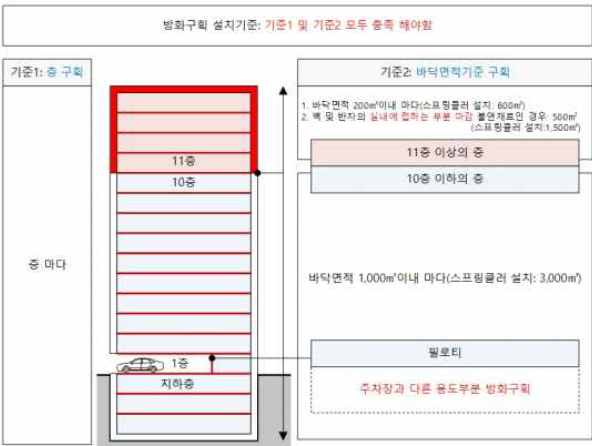 방화구획 설치기준: 기준1 및 기준2 모두 충족 해야함
기준1: 층 구획
층 마다
11층
10층
1층
지하층
기준2: 바닥면적기준 구획
1. 바닥면적 200㎡이내 마다(스프링클러 설치: 600㎡)
2. 벽 및 반자의 실내에 접하는 부분 마감 불연재료인 경우: 500㎡
(스프링클러 설치:1,500㎡)
11층 이상의 층
10층 이하의 층
바닥면적 1,000㎡이내 마다(스프링클러 설치: 3,000㎡)
필로티
주차장과 다른 용도부분 방화구획